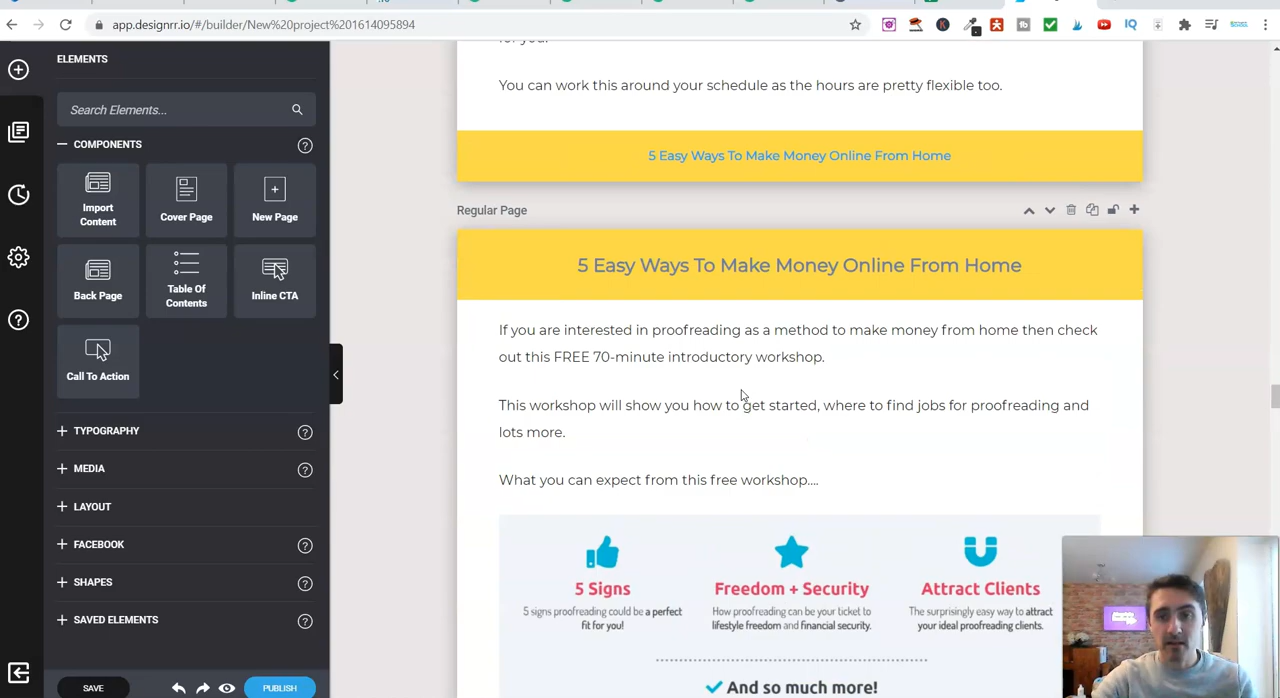 app.designrr.io/#/builder/New%20project%201614095894
ELEMENTS
Search Elements...
COMPONENTS
Import Content
Cover Page
New Page
Back Page
Table Of Contents
Inline CTA
Call To Action
TYPOGRAPHY
MEDIA
LAYOUT
FACEBOOK
SHAPES
SAVED ELEMENTS
SAVE
PUBLISH
for you.
You can work this around your schedule as the hours are pretty flexible too.
5 Easy Ways To Make Money Online From Home
Regular Page
5 Easy Ways To Make Money Online From Home
If you are interested in proofreading as a method to make money from home then check
out this FREE 70-minute introductory workshop.
This workshop will show you how to get started, where to find jobs for proofreading and
lots more.
What you can expect from this free workshop....
5 Signs
5 signs proofreading could be a perfect
fit for you!
Freedom + Security
How proofreading can be your ticket to
lifestyle freedom and financial security.
Attract Clients
The surprisingly easy way to attract
your ideal proofreading clients.
And so much more!